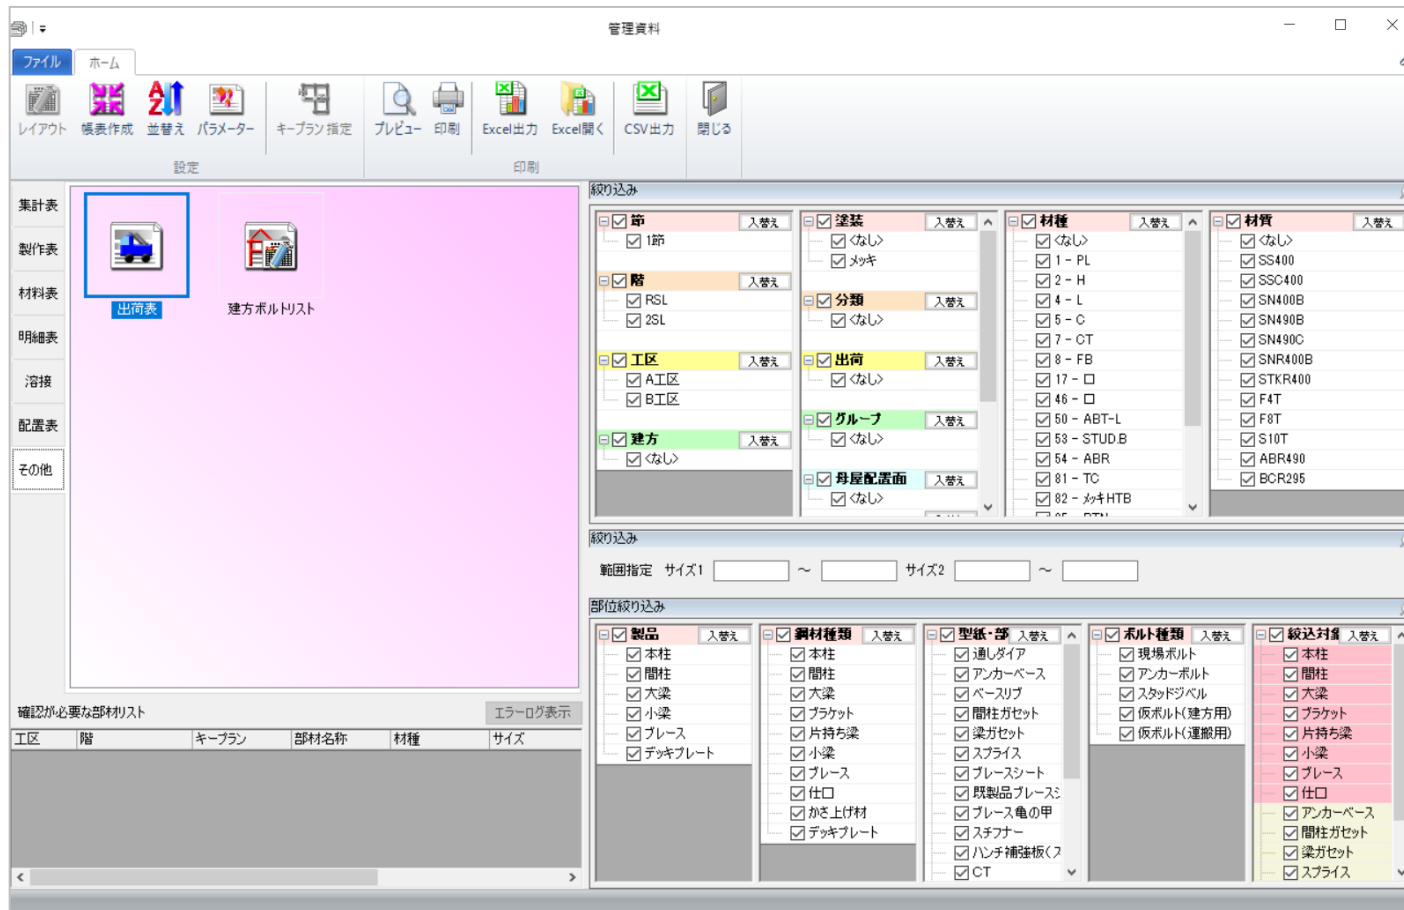 管理資料
ファイル ホーム
レイアウト 帳表作成 並替え パラメーター キープラン指定 プレビュー 印刷 Excel出力 Excel開く CSV出力 閉じる
設定 印刷
集計表
製作表
材料表
明細表
溶接
配置表
その他
出荷表 建方ボルトリスト
確認が必要な部材リスト エラーログ表示
工区 階 キープラン 部材名称 材種 サイズ
絞り込み
節 入替え
1節
階 入替え
RSL
2SL
工区 入替え
A工区
B工区
建方 入替え
<なし>
塗装 入替え
<なし>
メッキ
分類 入替え
<なし>
出荷 入替え
<なし>
グループ 入替え
<なし>
母屋配置面 入替え
<なし>
材種 入替え
<なし>
1 - PL
2 - H
4 - L
5 - C
7 - CT
8 - FB
17 - ロ
46 - ロ
50 - ABT-L
53 - STUD.B
54 - ABR
81 - TC
82 - メッキHTB
材質 入替え
<なし>
SS400
SSC400
SN400B
SN490B
SN490C
SNR400B
STKR400
F4T
F8T
S10T
ABR490
BCR295
絞り込み
範囲指定 サイズ1 ～ サイズ2 ～
部位絞り込み
製品 入替え
本柱
間柱
大梁
小梁
ブレース
デッキプレート
鋼材種類 入替え
本柱
間柱
大梁
ブラケット
片持ち梁
小梁
ブレース
仕口
かさ上げ材
デッキプレート
型紙・部 入替え
通しダイア
アンカーベース
ベースリブ
間柱ガセット
梁ガセット
スプライス
ブレースシート
既製品ブレースシ
ブレース亀の甲
スチフナー
ハンチ補強板(ス
CT
ボルト種類 入替え
現場ボルト
アンカーボルト
スタッドジベル
仮ボルト(建方用)
仮ボルト(運搬用)
絞込対象 入替え
本柱
間柱
大梁
ブラケット
片持ち梁
小梁
ブレース
仕口
アンカーベース
間柱ガセット
梁ガセット
スプライス